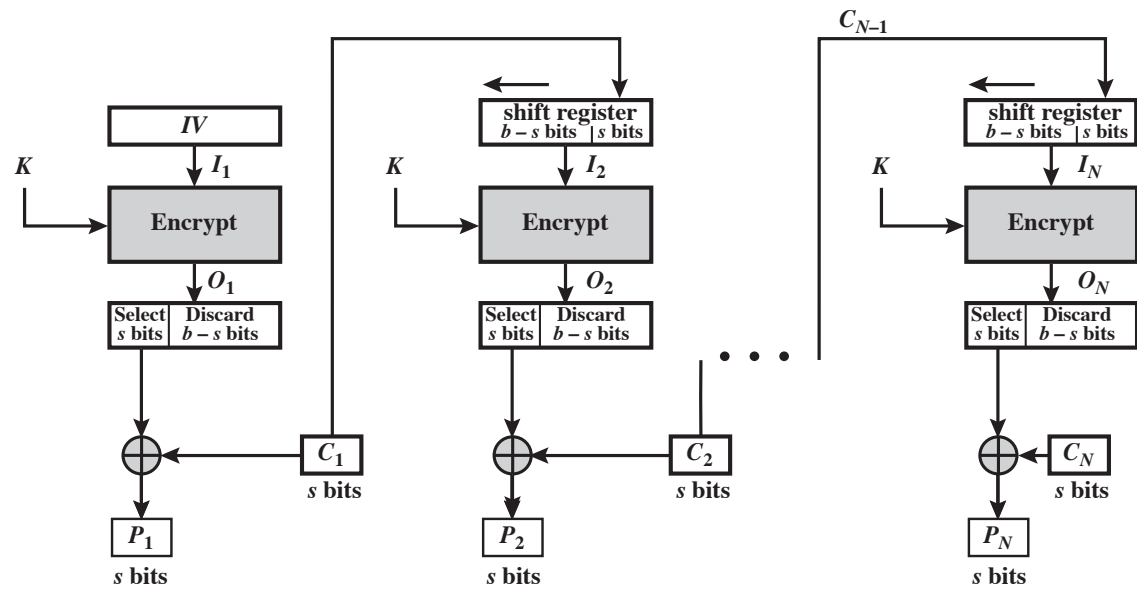 C_{N–1}
IV
shift register
b – s bits | s bits
shift register
b – s bits | s bits
K
I_1
K
I_2
K
I_N
Encrypt
Encrypt
Encrypt
O_1
O_2
O_N
Select
s bits
Discard
b – s bits
Select
s bits
Discard
b – s bits
Select
s bits
Discard
b – s bits
C_1
s bits
C_2
s bits
C_N
s bits
P_1
s bits
P_2
s bits
P_N
s bits